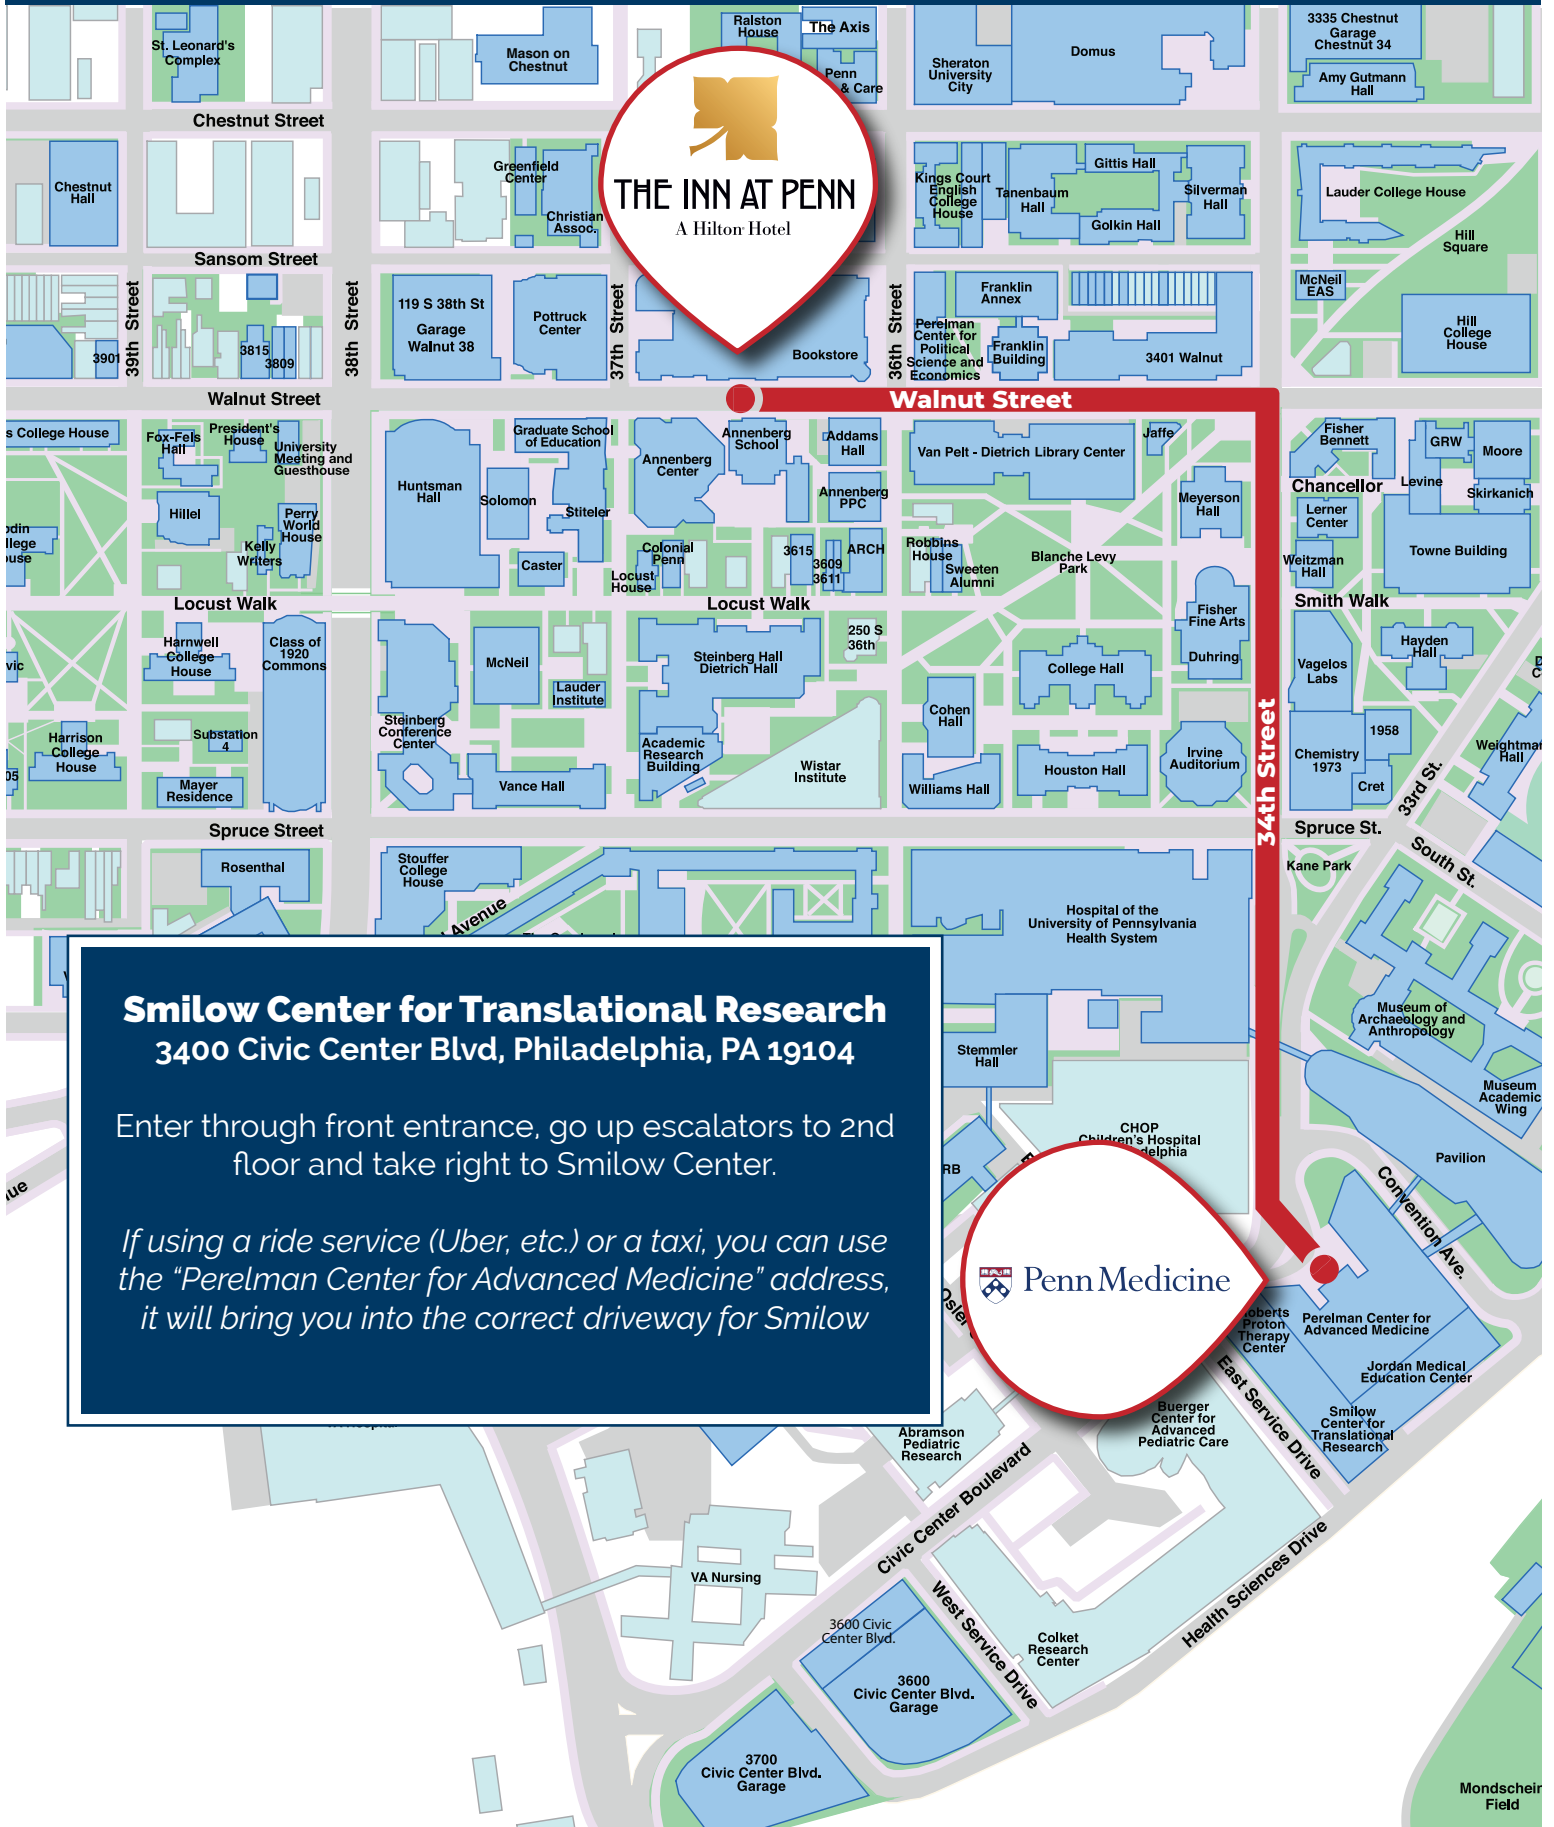 St. Leonard's
Complex
Mason on
Chestnut
Ralston
House
The Axis
Penn
& Care
Sheraton
University
City
Domus
3335 Chestnut
Garage
Chestnut 34
Amy Gutmann
Hall
Chestnut Street
Chestnut
Hall
Greenfield
Center
Christian
Assoc.
THE INN AT PENN
A Hilton Hotel
Kings Court
English
College
House
Tanenbaum
Hall
Gittis Hall
Golkin Hall
Silverman
Hall
Lauder College House
Hill
Square
Sansom Street
39th Street
38th Street
37th Street
36th Street
3901
3815
3809
119 S 38th St
Garage
Walnut 38
Pottruck
Center
Bookstore
Perelman
Center for
Political
Science and
Economics
Franklin
Annex
Franklin
Building
3401 Walnut
McNeil
EAS
Hill
College
House
Walnut Street
Walnut Street
s College House
Fox-Fels
Hall
President's
House
University
Meeting and
Guesthouse
Hillel
Kelly
Writers
Perry
World
House
Huntsman
Hall
Graduate School
of Education
Solomon
Stiteler
Caster
Annenberg
Center
Annenberg
School
Addams
Hall
Annenberg
PPC
Colonial
Penn
Locust
House
3615
3609
3611
ARCH
Van Pelt - Dietrich Library Center
Jaffe
Meyerson
Hall
Robbins
House
Sweeten
Alumni
Blanche Levy
Park
Fisher
Fine Arts
Duhring
Fisher
Bennett
GRW
Moore
Chancellor
Levine
Skirkanich
Lerner
Center
Weitzman
Hall
Towne Building
Smith Walk
Locust Walk
Locust Walk
Harnwell
College
House
Class of
1920
Commons
Harrison
College
House
Substation
4
Mayer
Residence
Steinberg
Conference
Center
McNeil
Lauder
Institute
Vance Hall
Steinberg Hall
Dietrich Hall
250 S
36th
Academic
Research
Building
Wistar
Institute
Cohen
Hall
Williams Hall
College Hall
Houston Hall
Irvine
Auditorium
34th Street
Vagelos
Labs
Hayden
Hall
Chemistry
1973
1958
Cret
33rd St.
Hall
Spruce Street
Spruce St.
South St.
Kane Park
Rosenthal
Stouffer
College
House
Avenue
Hospital of the
University of Pennsylvania
Health System
Smilow Center for Translational Research
3400 Civic Center Blvd, Philadelphia, PA 19104
Enter through front entrance, go up escalators to 2nd
floor and take right to Smilow Center.
If using a ride service (Uber, etc.) or a taxi, you can use
the “Perelman Center for Advanced Medicine” address,
it will bring you into the correct driveway for Smilow
Stemmler
Hall
RB
CHOP
Children's Hospital
Museum of
Archaeology and
Anthropology
Museum
Academic
Wing
Pavilion
Convention Ave.
Penn Medicine
Proton
Therapy
Center
Perelman Center for
Advanced Medicine
Jordan Medical
Education Center
Smilow
Center for
Translational
Research
East Service Drive
Buerger
Center for
Advanced
Pediatric Care
Abramson
Pediatric
Research
Civic Center Boulevard
Health Sciences Drive
West Service Drive
VA Nursing
3600 Civic
Center Blvd.
3600
Civic Center Blvd.
Garage
Colket
Research
Center
3700
Civic Center Blvd.
Garage
Mondschein
Field